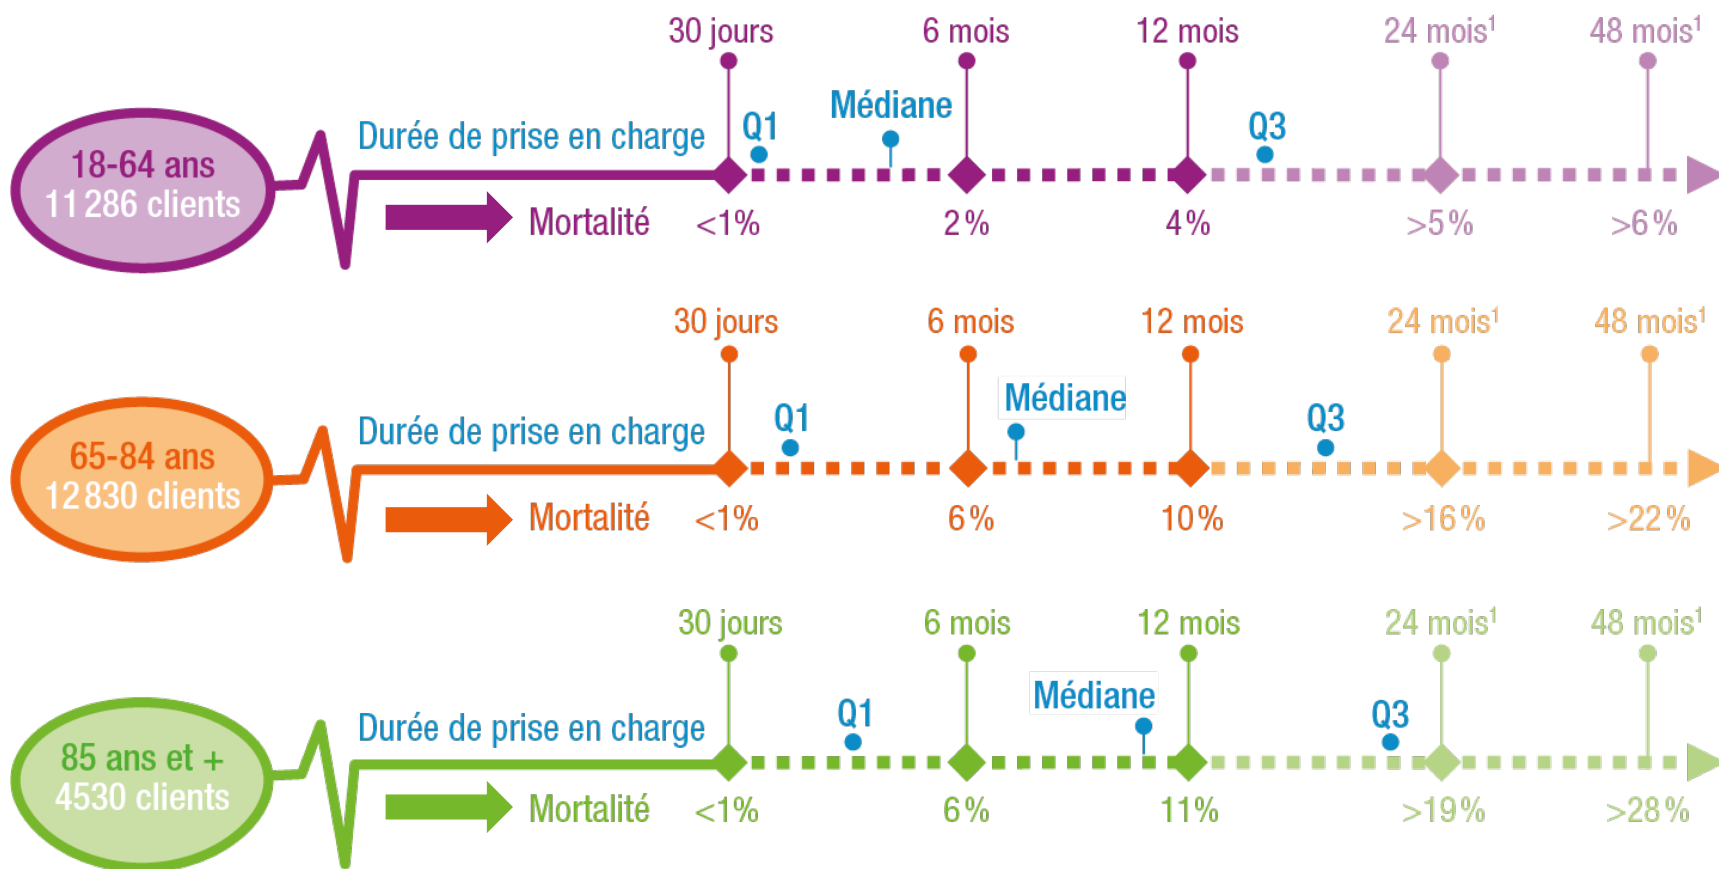 30 jours 6 mois 12 mois 24 mois¹ 48 mois¹
Durée de prise en charge Q1 Médiane Q3
18-64 ans
11 286 clients
Mortalité <1% 2% 4% >5% >6%
30 jours 6 mois 12 mois 24 mois¹ 48 mois¹
Durée de prise en charge Q1 Médiane Q3
65-84 ans
12 830 clients
Mortalité <1% 6% 10% >16% >22%
30 jours 6 mois 12 mois 24 mois¹ 48 mois¹
Durée de prise en charge Q1 Médiane Q3
85 ans et +
4530 clients
Mortalité <1% 6% 11% >19% >28%